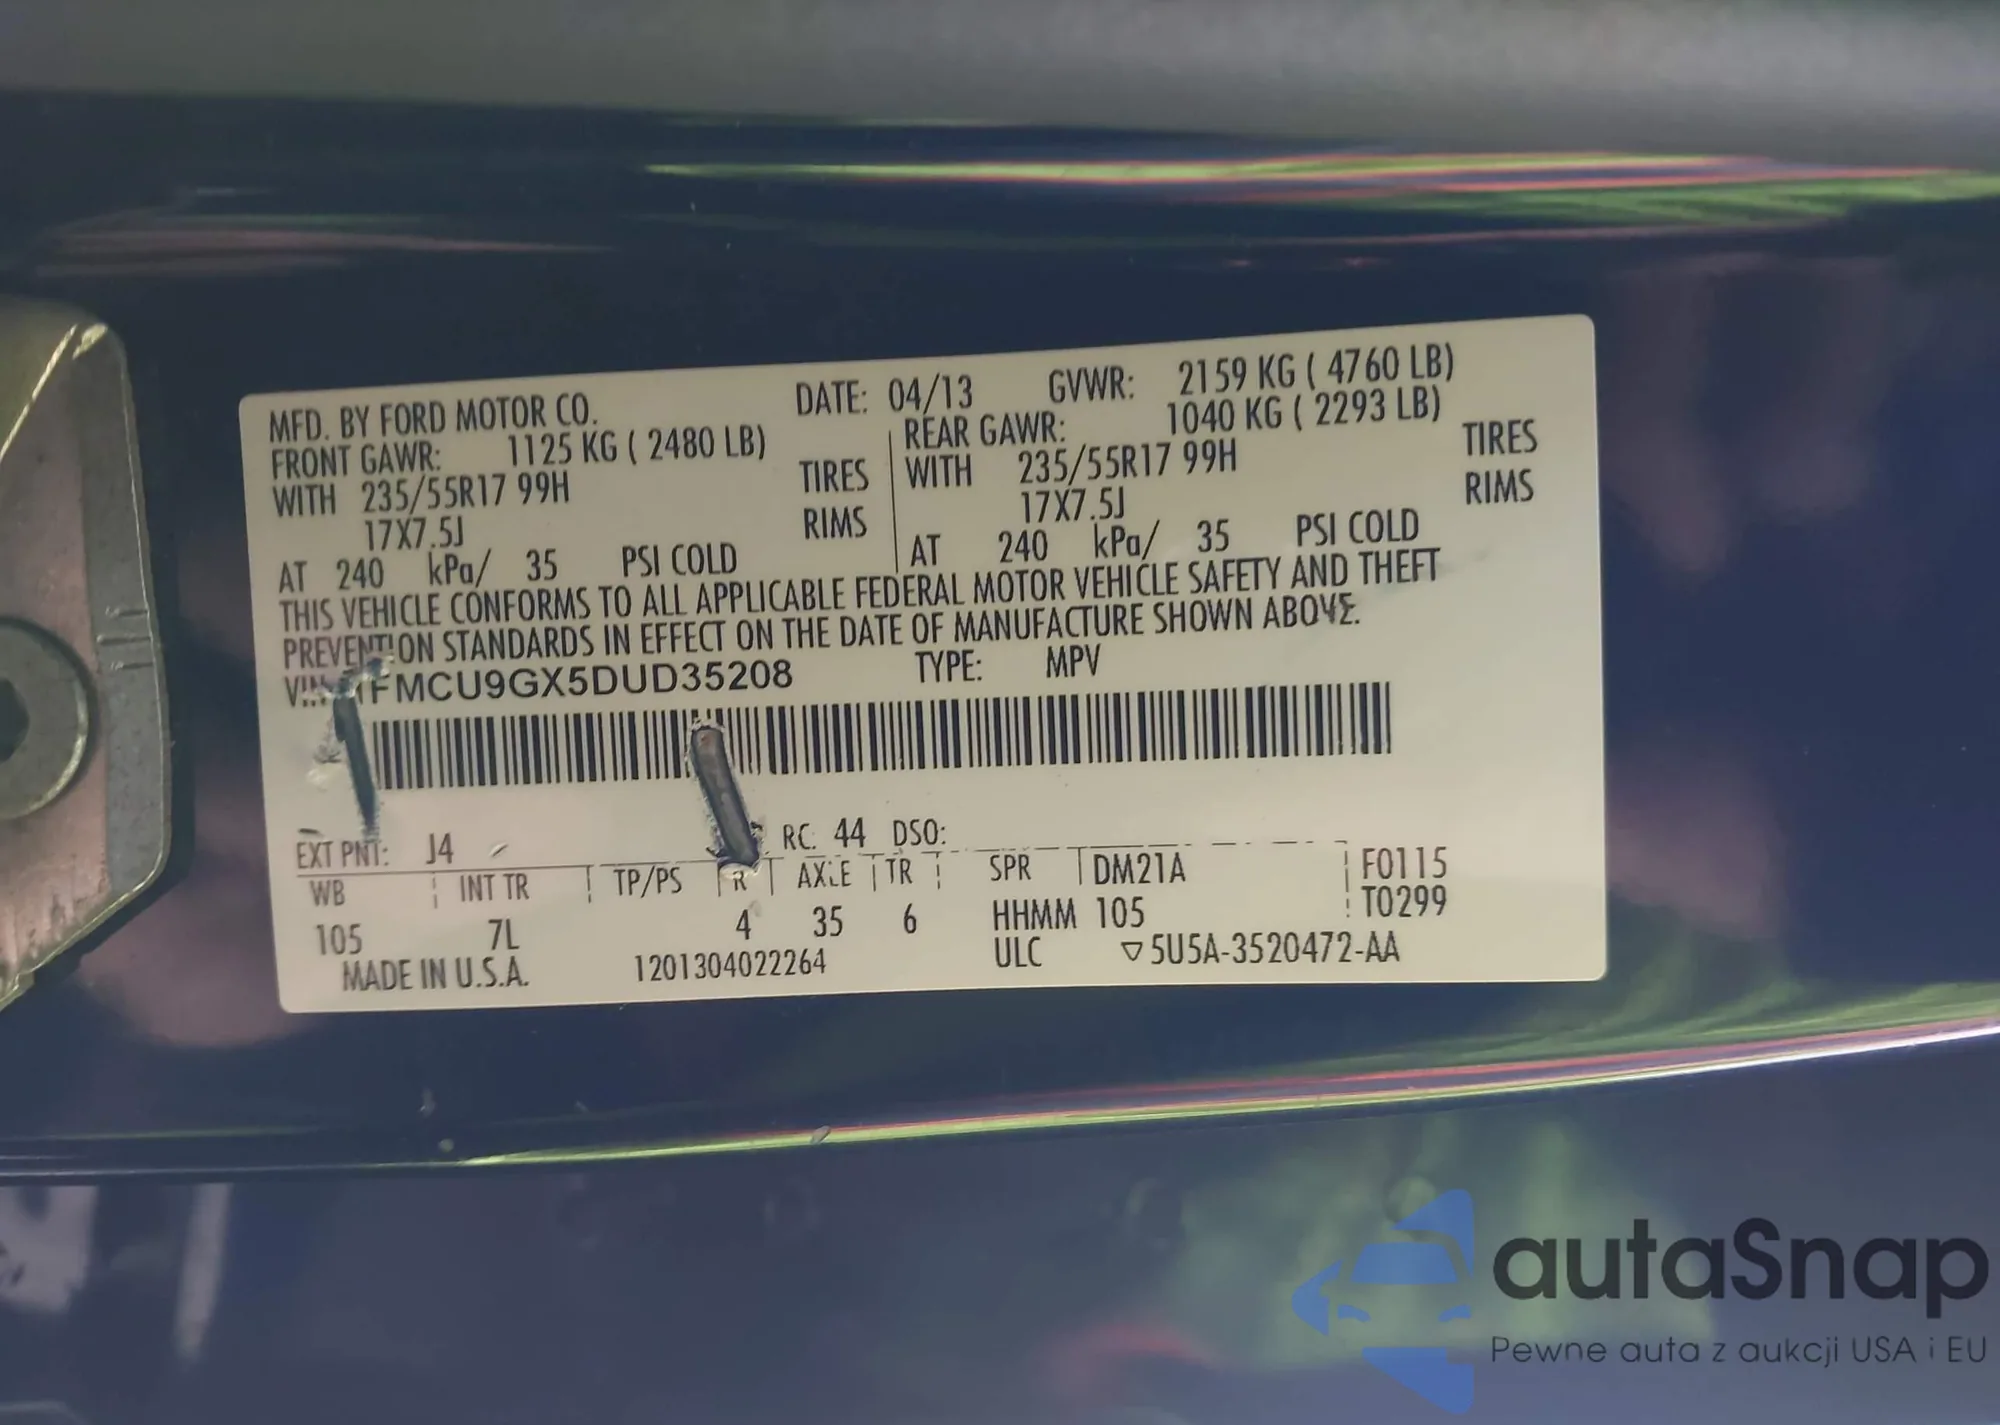 MFD. BY FORD MOTOR CO. DATE: 04/13 GVWR: 2159 KG ( 4760 LB)
FRONT GAWR: 1125 KG ( 2480 LB) REAR GAWR: 1040 KG ( 2293 LB)
WITH 235/55R17 99H TIRES WITH 235/55R17 99H TIRES
17X7.5J RIMS 17X7.5J RIMS
AT 240 kPa/ 35 PSI COLD AT 240 kPa/ 35 PSI COLD
THIS VEHICLE CONFORMS TO ALL APPLICABLE FEDERAL MOTOR VEHICLE SAFETY AND THEFT
PREVENTION STANDARDS IN EFFECT ON THE DATE OF MANUFACTURE SHOWN ABOVE.
VIN: 1FMCU9GX5DUD35208 TYPE: MPV
EXT PNT: J4 RC: 44 DSO:
WB INT TR TP/PS R AXLE TR SPR DM21A F0115
105 7L 4 35 6 HHMM 105 T0299
MADE IN U.S.A. 1201304022264 ULC ▽5U5A-3520472-AA
autaSnap
Pewne auta z aukcji USA i EU